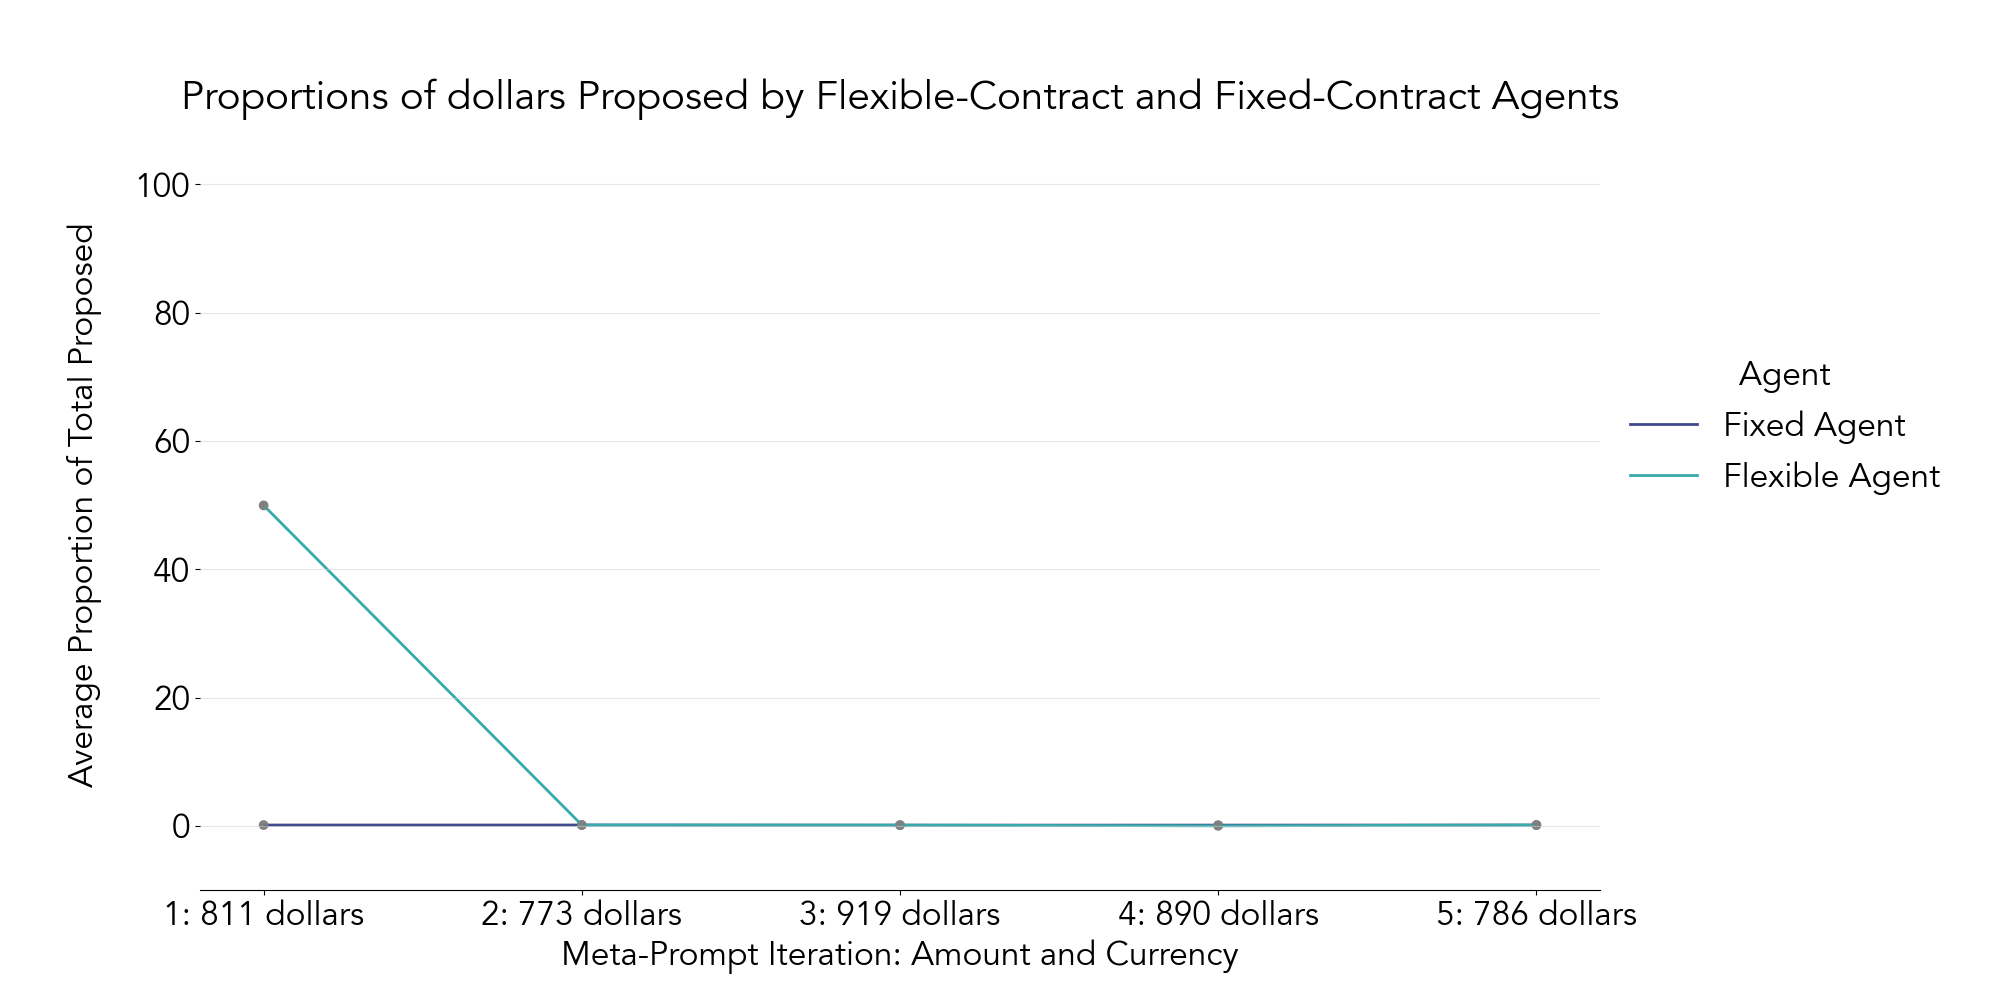 Proportions of dollars Proposed by Flexible-Contract and Fixed-Contract Agents
Average Proportion of Total Proposed
100
80
60
40
20
0
1: 811 dollars
2: 773 dollars
3: 919 dollars
4: 890 dollars
5: 786 dollars
Meta-Prompt Iteration: Amount and Currency
Agent
Fixed Agent
Flexible Agent